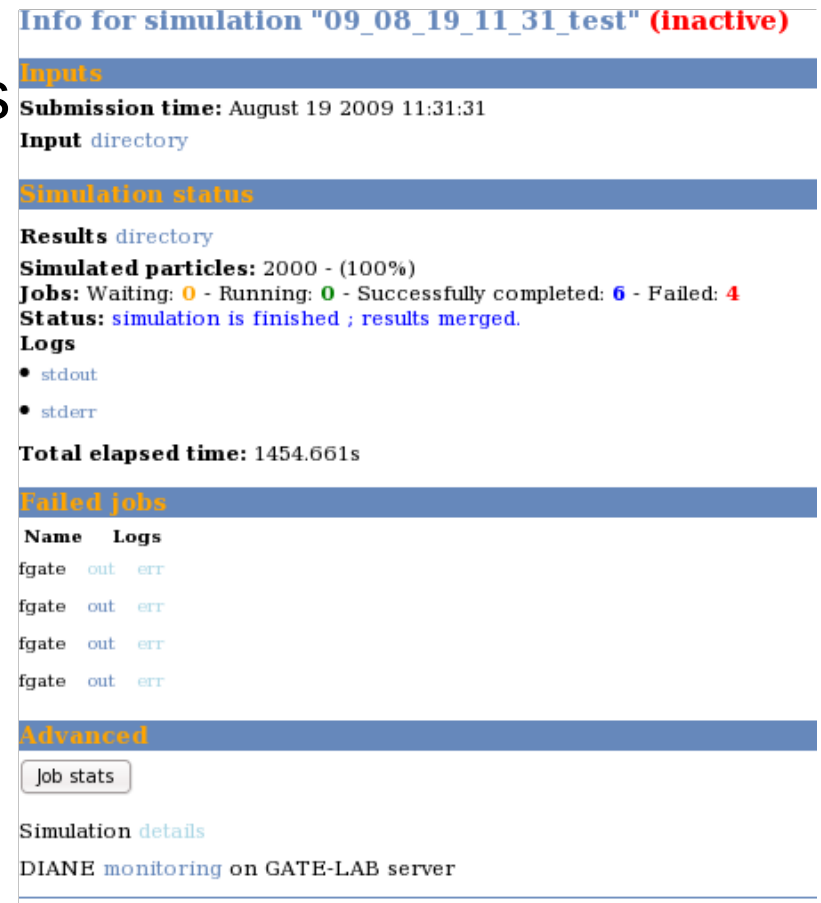 Info for simulation "09_08_19_11_31_test" (inactive)
Inputs
s
Submission time: August 19 2009 11:31:31
Input directory
Simulation status
Results directory
Simulated particles: 2000 - (100%)
Jobs: Waiting: 0 - Running: 0 - Successfully completed: 6 - Failed: 4
Status: simulation is finished ; results merged.
Logs
• stdout
• stderr
Total elapsed time: 1454.661s
Failed jobs
Name Logs
fgate out err
fgate out err
fgate out err
fgate out err
Advanced
Job stats
Simulation details
DIANE monitoring on GATE-LAB server